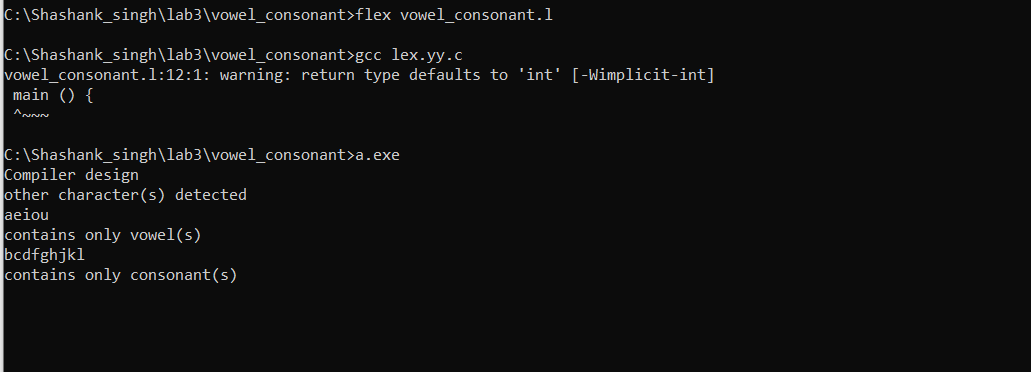 C:\Shashank_singh\lab3\vowel_consonant>flex vowel_consonant.l
C:\Shashank_singh\lab3\vowel_consonant>gcc lex.yy.c
vowel_consonant.l:12:1: warning: return type defaults to 'int' [-Wimplicit-int]
main () {
^~~~
C:\Shashank_singh\lab3\vowel_consonant>a.exe
Compiler design
other character(s) detected
aeiou
contains only vowel(s)
bcdfghjkl
contains only consonant(s)